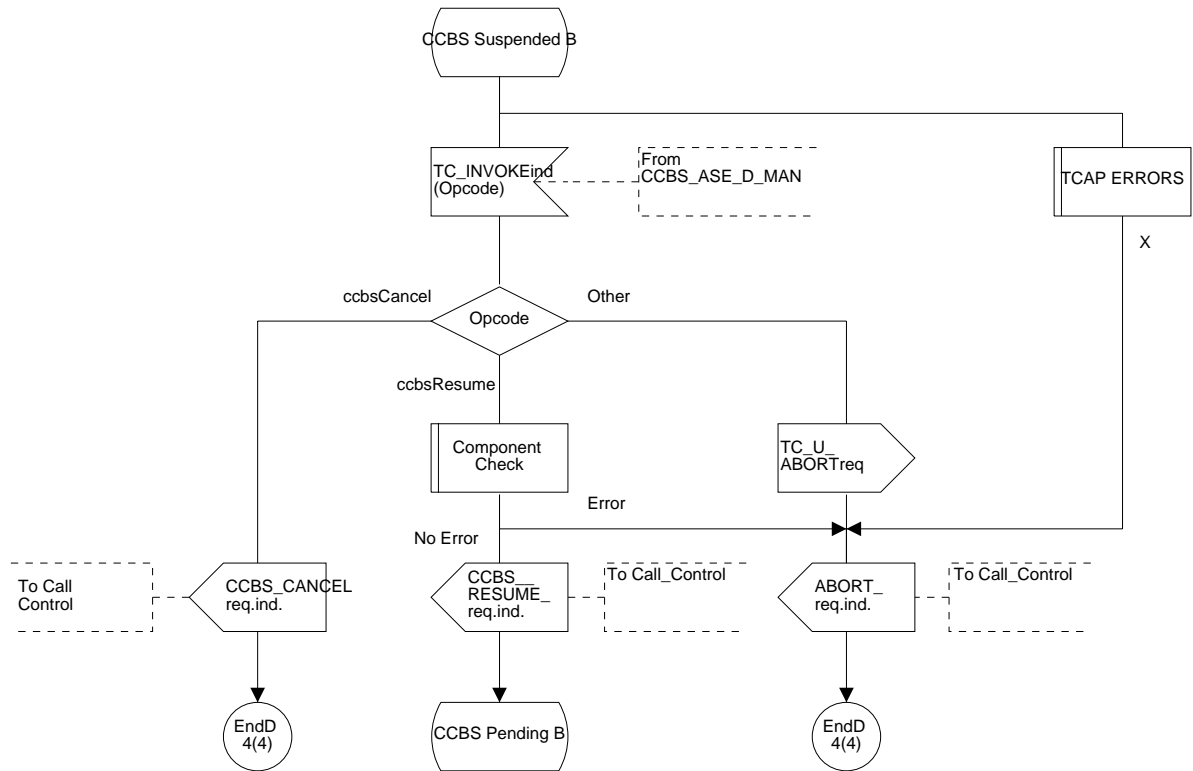 CCBS Suspended B
TC_INVOKEind
(Opcode)
From
CCBS_ASE_D_MAN
TCAP ERRORS
X
ccbsCancel
Other
Opcode
ccbsResume
Component
Check
TC_U_
ABORTreq
Error
No Error
To Call
Control
CCBS_CANCEL
req.ind.
CCBS__
RESUME_
req.ind.
To Call_Control
ABORT_
req.ind.
To Call_Control
EndD
4(4)
CCBS Pending B
EndD
4(4)